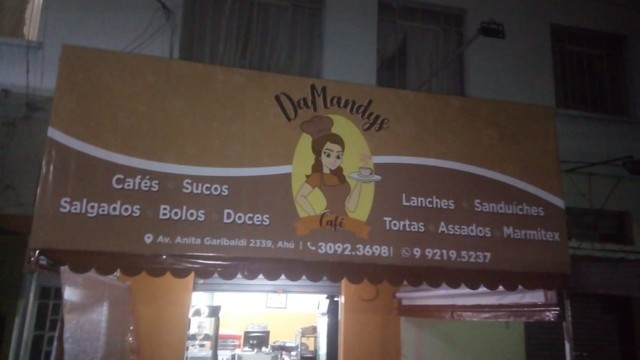 DaMandys
Café
Cafés • Sucos
Salgados • Bolos • Doces
Lanches • Sanduíches
Tortas • Assados • Marmitex
Av. Anita Garibaldi 2339, Ahú | 3092.3698 | 9 9219.5237